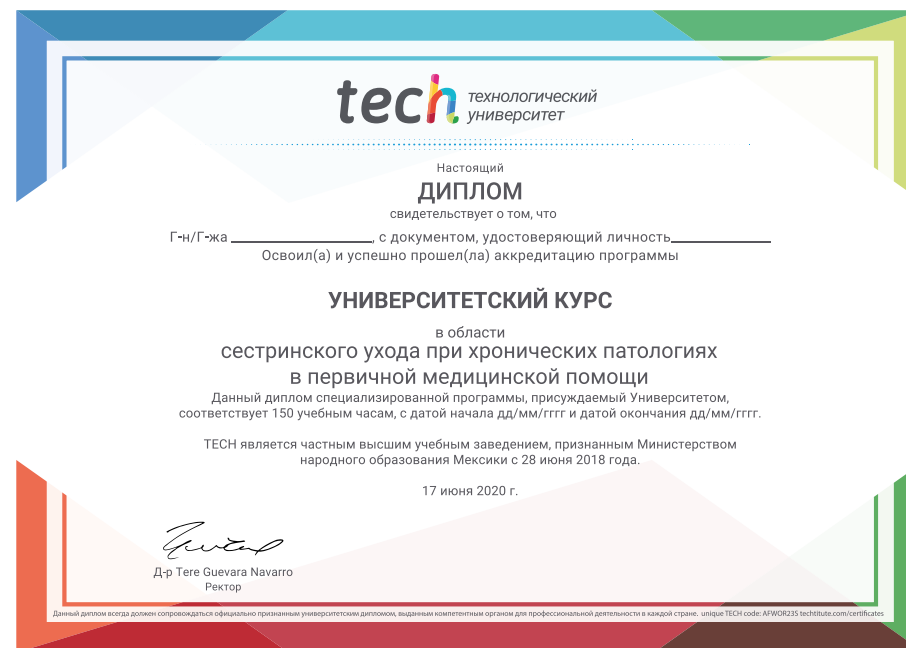 tech технологический
университет
Настоящий
ДИПЛОМ
свидетельствует о том, что
Г-н/Г-жа ____________________, с документом, удостоверяющий личность______________
Освоил(а) и успешно прошел(ла) аккредитацию программы
УНИВЕРСИТЕТСКИЙ КУРС
в области
сестринского ухода при хронических патологиях
в первичной медицинской помощи
Данный диплом специализированной программы, присуждаемый Университетом,
соответствует 150 учебным часам, с датой начала дд/мм/гггг и датой окончания дд/мм/гггг.
TECH является частным высшим учебным заведением, признанным Министерством
народного образования Мексики с 28 июня 2018 года.
17 июня 2020 г.
Д-р Tere Guevara Navarro
Ректор
Данный диплом всегда должен сопровождаться официально признанным университетским дипломом, выданным компетентным органом для профессиональной деятельности в каждой стране. unique TECH code: AFWOR23S techtitute.com/certificates